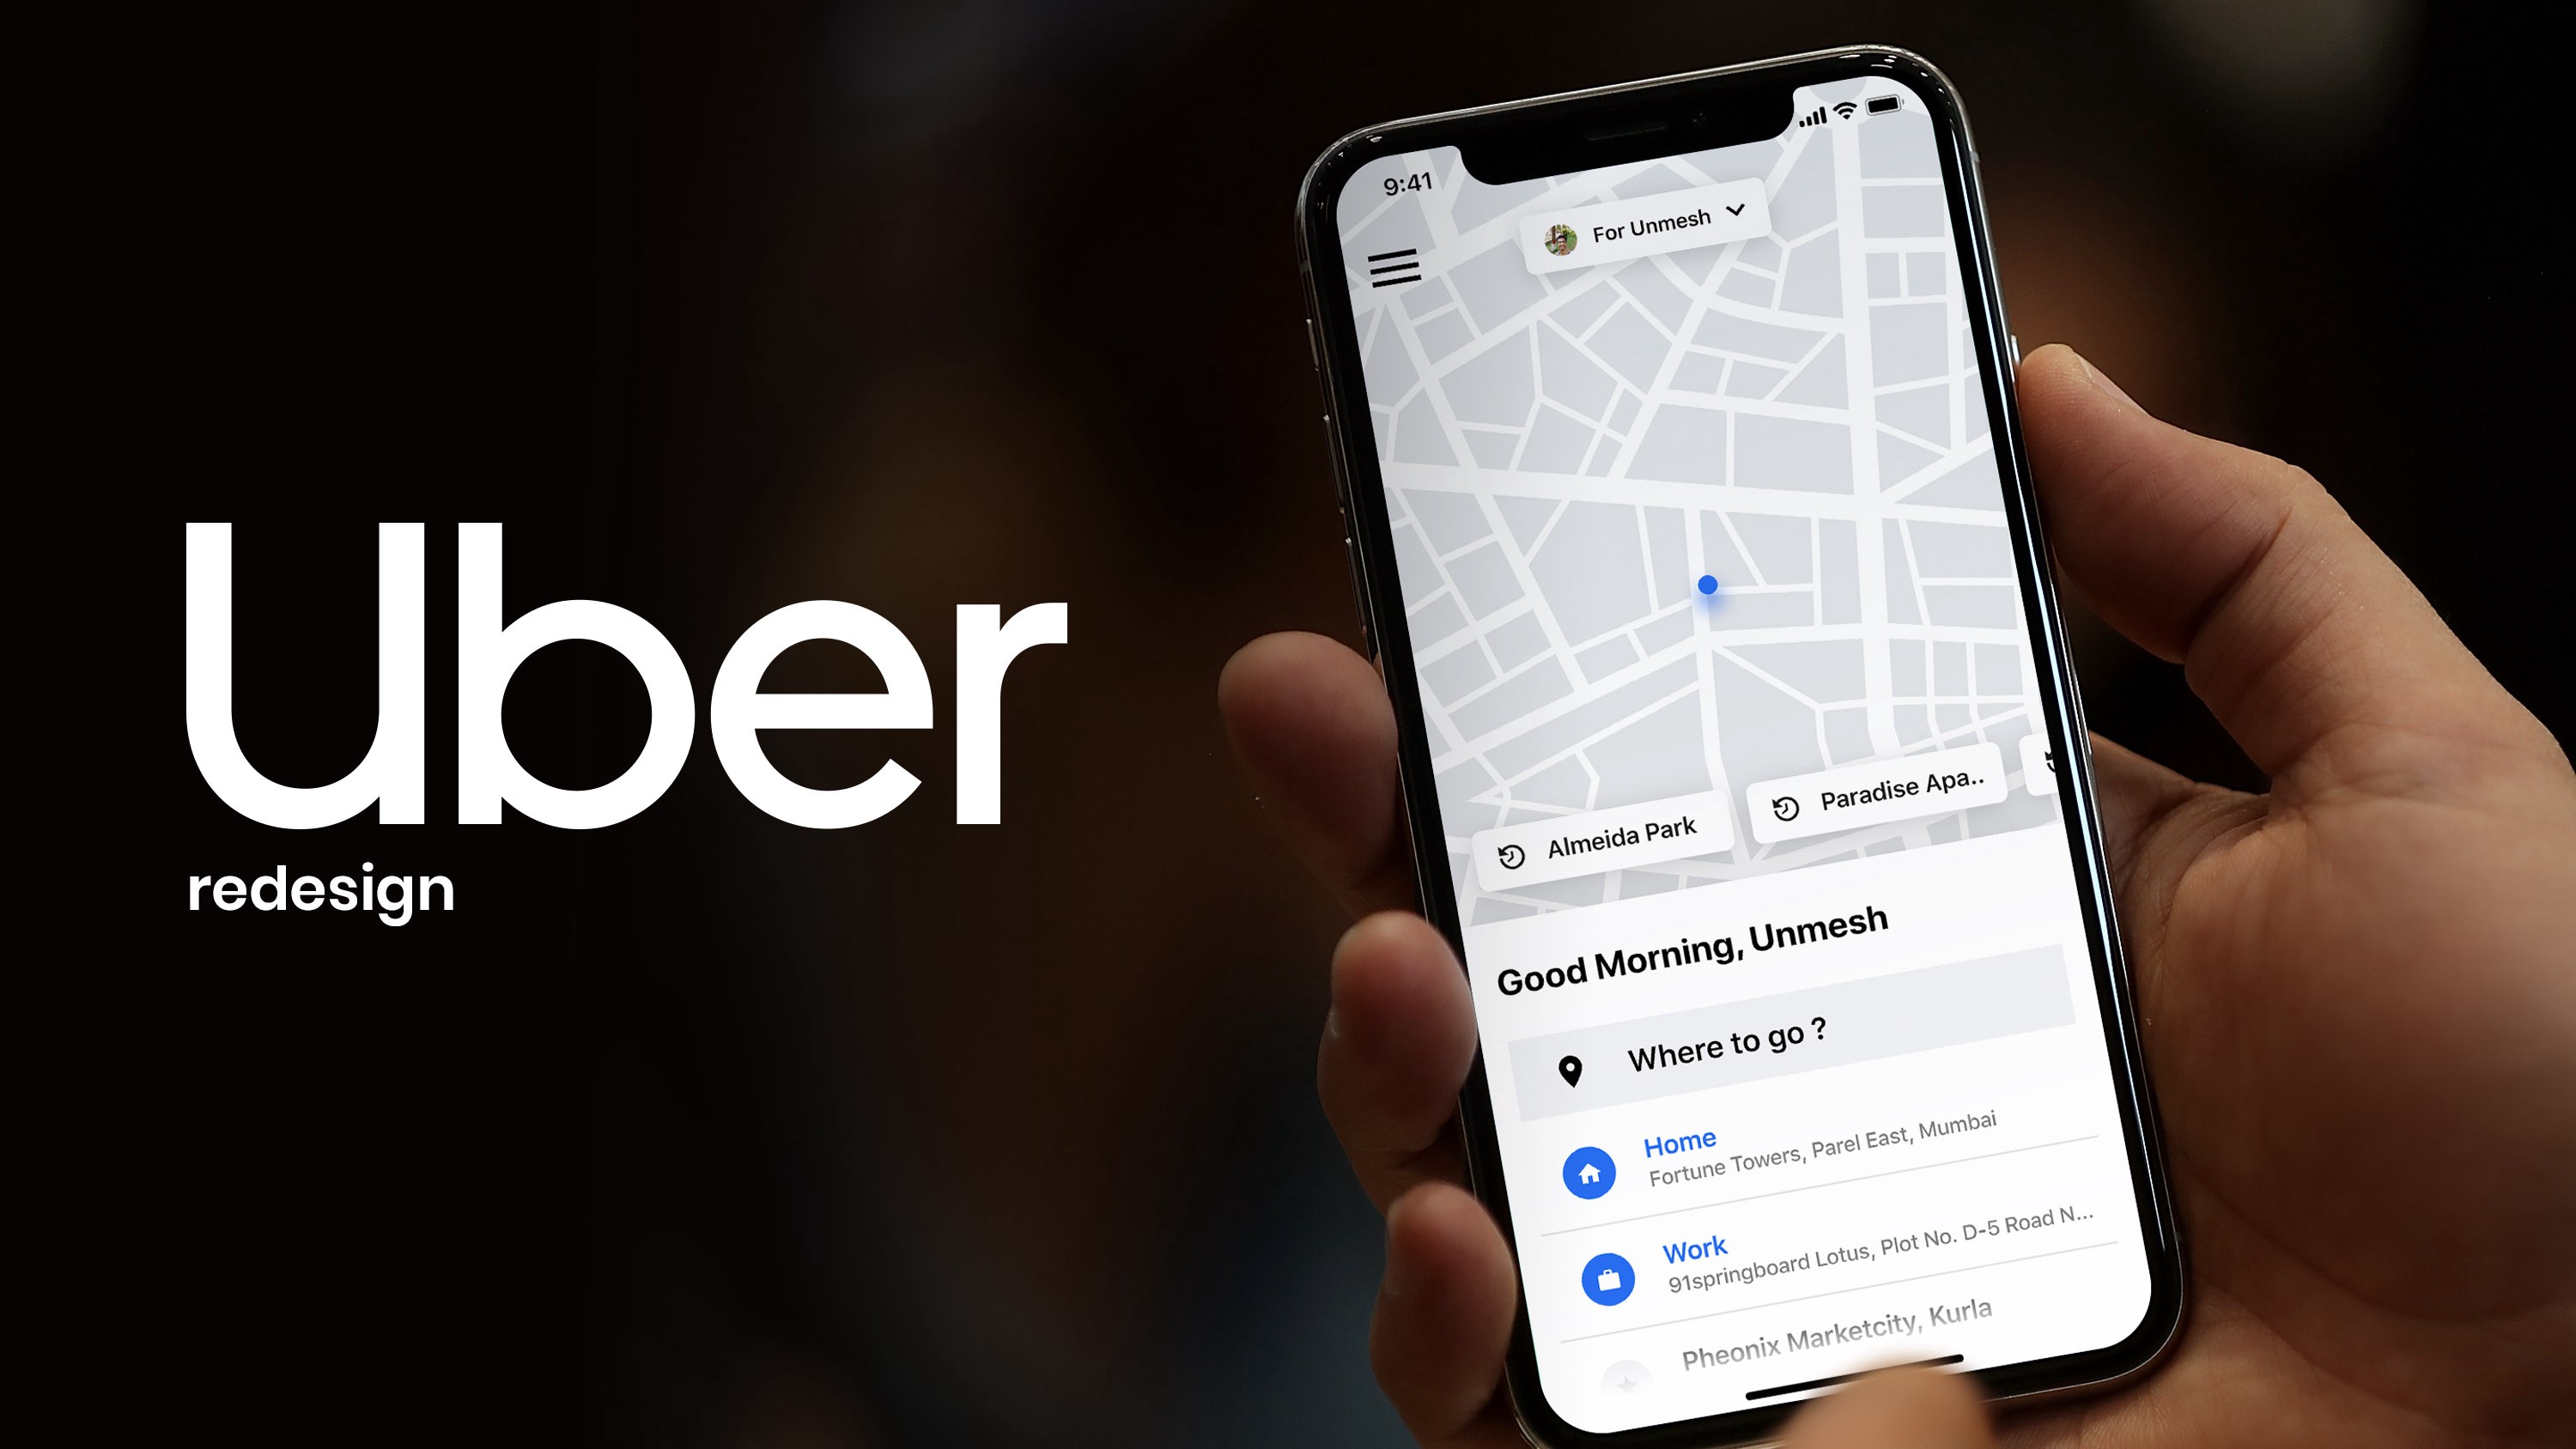 Uber
redesign
9:41
For Unmesh
Almeida Park
Paradise Apa..
Good Morning, Unmesh
Where to go ?
Home
Fortune Towers, Parel East, Mumbai
Work
91springboard Lotus, Plot No. D-5 Road N...
Pheonix Marketcity, Kurla